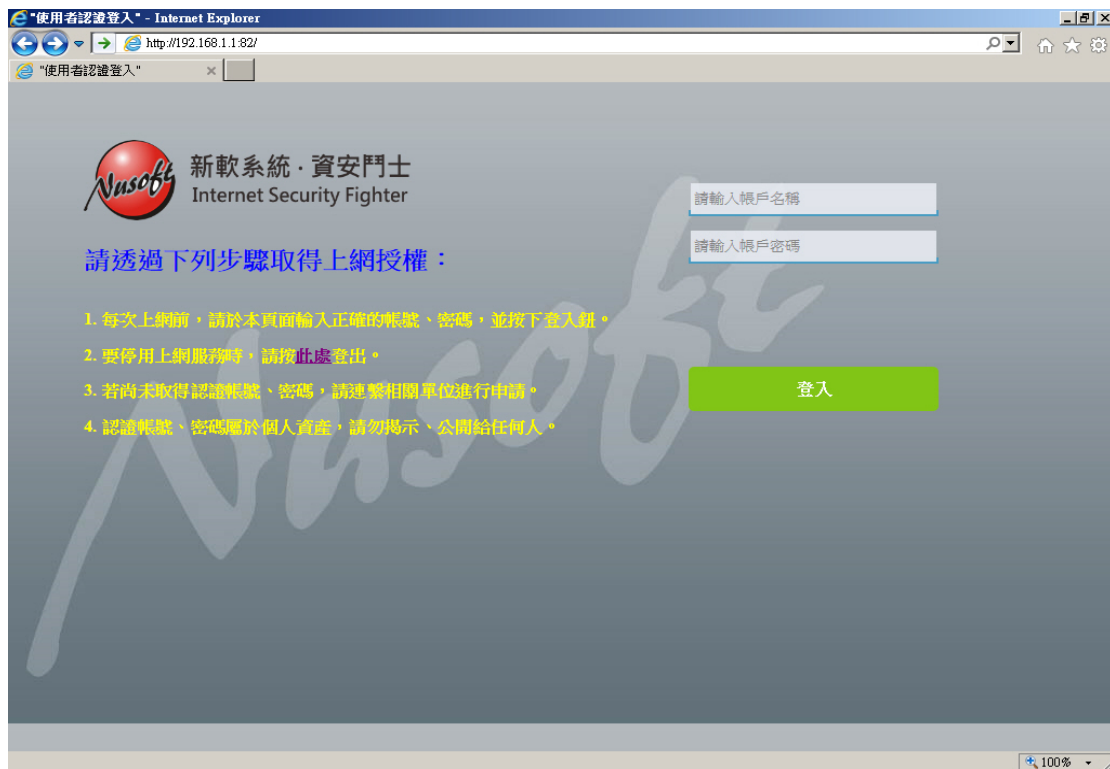 "使用者認證登入" - Internet Explorer
http://192.168.1.1:82/
"使用者認證登入"
Nusoft
新軟系統·資安鬥士
Internet Security Fighter
請輸入帳戶名稱
請輸入帳戶密碼
請透過下列步驟取得上網授權：
1. 每次上網前，請於本頁面輸入正確的帳號、密碼，並按下登入鈕。
2. 要停用上網服務時，請按此處登出。
3. 若尚未取得認證帳號、密碼，請連繫相關單位進行申請。
登入
4. 認證帳號、密碼屬於個人資產，請勿揭示、公開給任何人。
Nusoft
100%